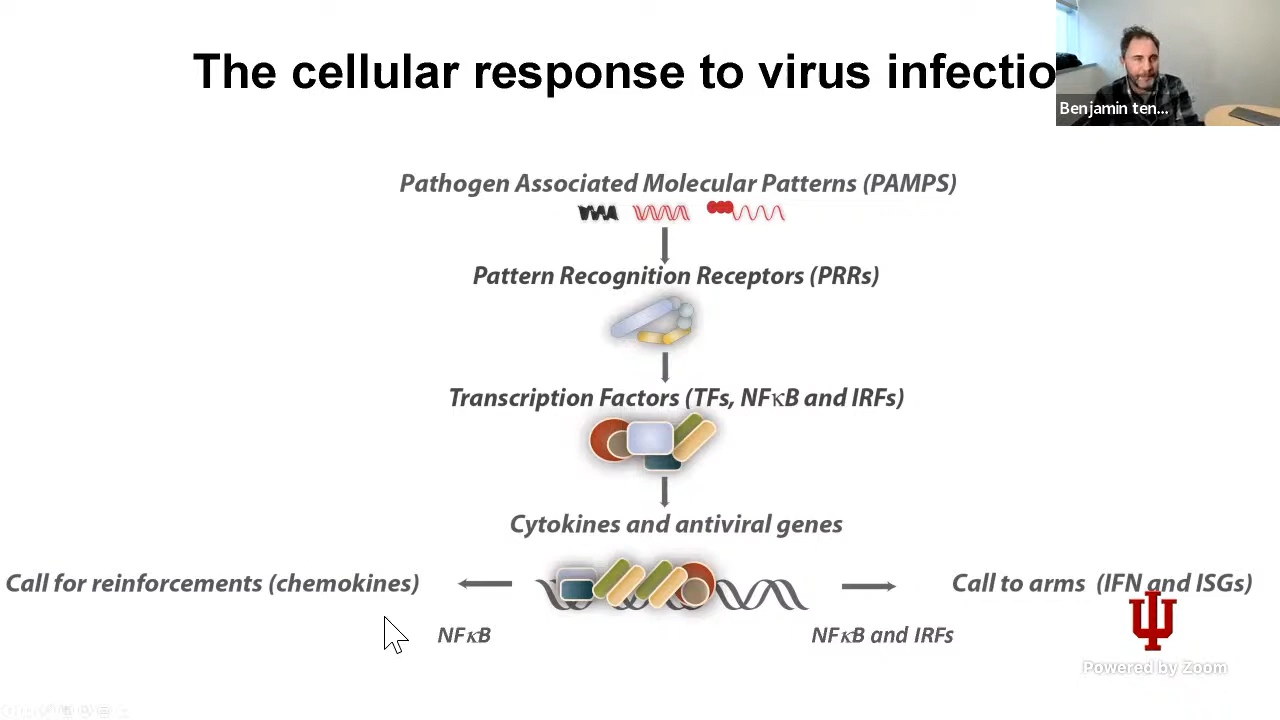 The cellular response to virus infectio
Benjamin ten...
Pathogen Associated Molecular Patterns (PAMPS)
Pattern Recognition Receptors (PRRs)
Transcription Factors (TFs, NFκB and IRFs)
Cytokines and antiviral genes
Call for reinforcements (chemokines)
Call to arms (IFN and ISGs)
NFκB
NFκB and IRFs
Powered by Zoom